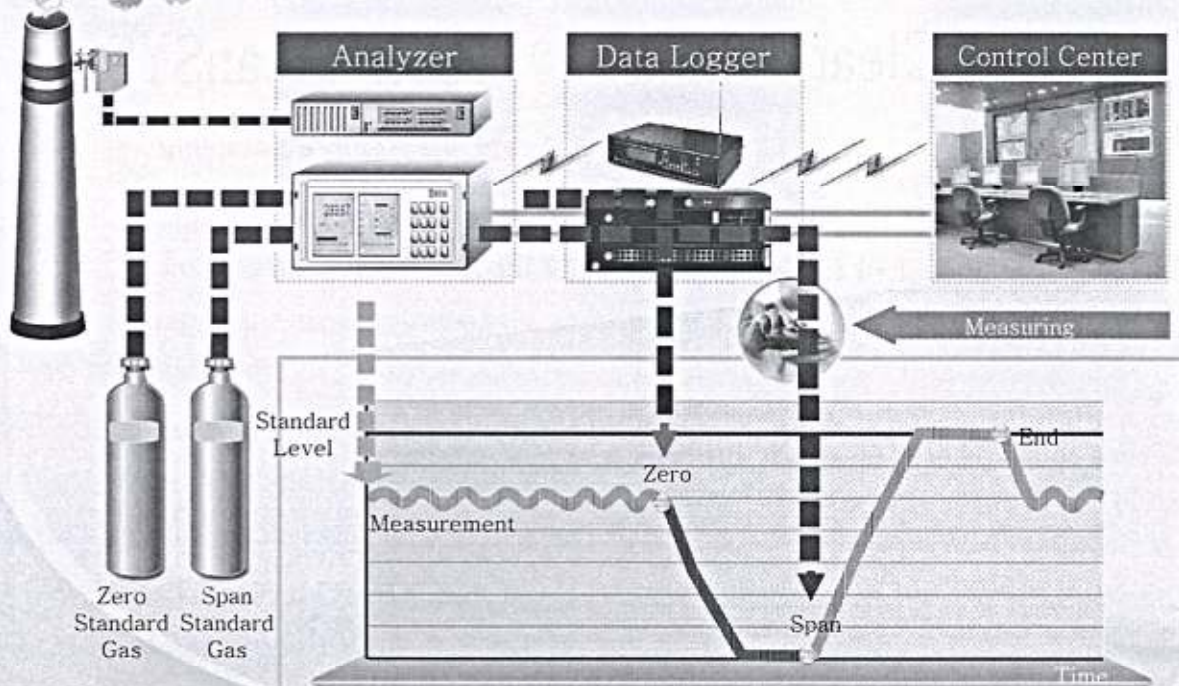 Analyzer
Data Logger
Control Center
Measuring
Standard
Level
Zero
End
Measurement
Span
Zero
Standard
Gas
Span
Standard
Gas
Time